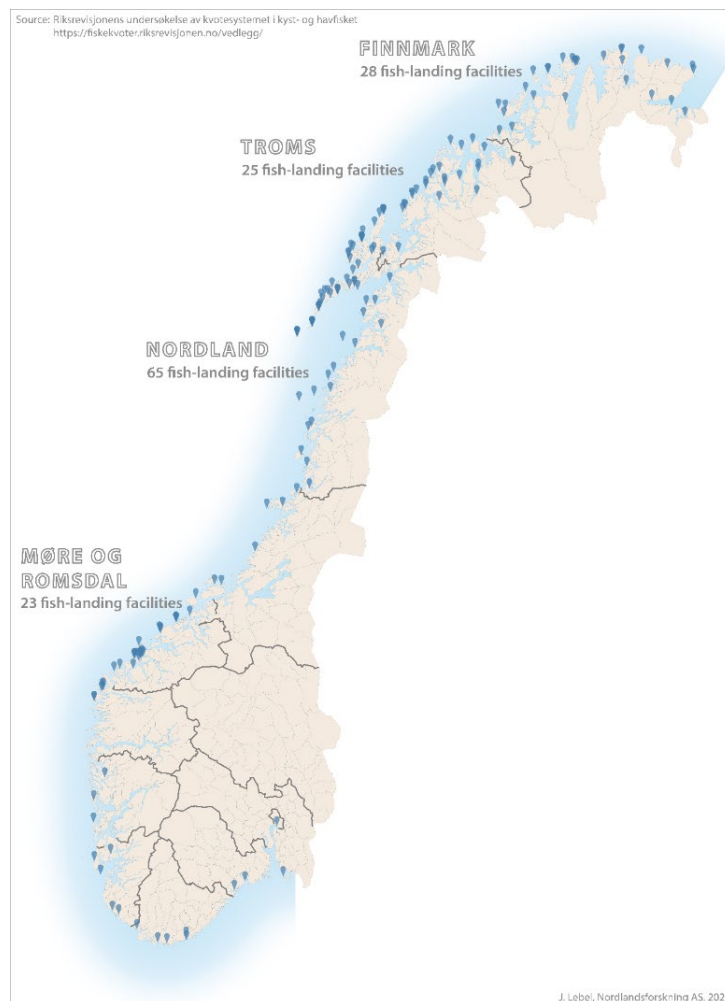 Source: Riksrevisjonens undersøkelse av kvotesystemet i kyst- og havfisket
https://fiskekvoter.riksrevisjonen.no/vedlegg/
FINNMARK
28 fish-landing facilities
TROMS
25 fish-landing facilities
NORDLAND
65 fish-landing facilities
MØRE OG
ROMSDAL
23 fish-landing facilities
J. Lebel, Nordlandsforskning AS, 202